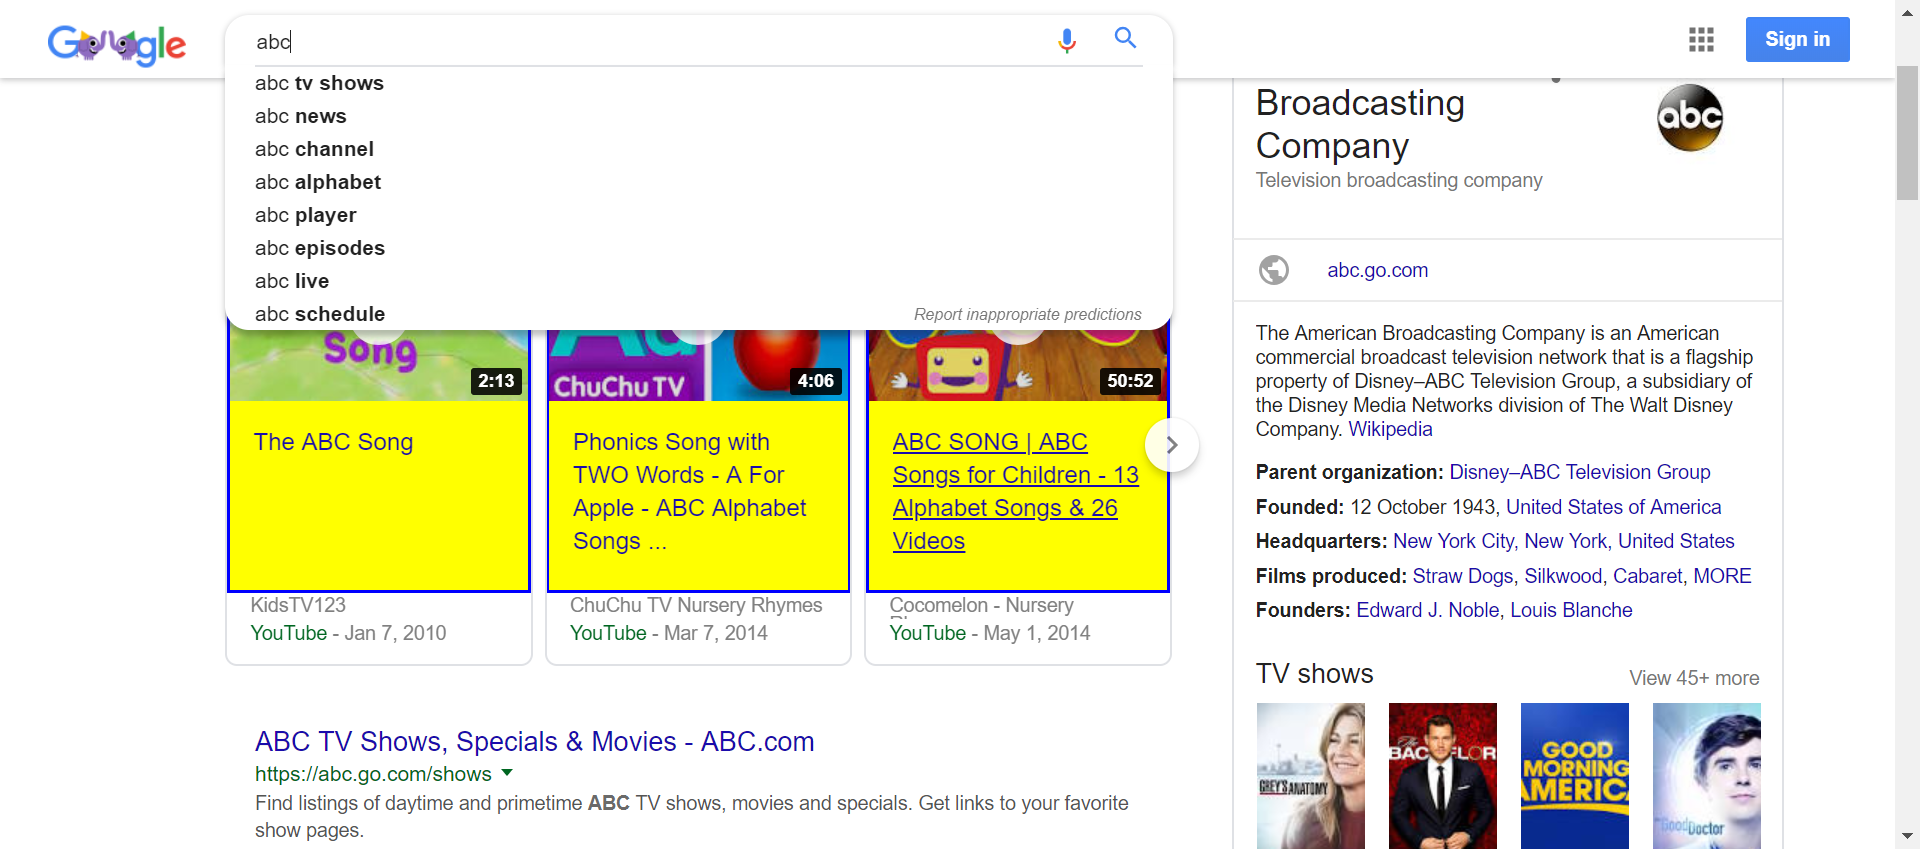 Google
abc
Sign in
abc tv shows
abc news
abc channel
abc alphabet
abc player
abc episodes
abc live
abc schedule
Report inappropriate predictions
Song
2:13
ChuChu TV
4:06
50:52
The ABC Song
Phonics Song with
TWO Words - A For
Apple - ABC Alphabet
Songs ...
ABC SONG | ABC
Songs for Children - 13
Alphabet Songs & 26
Videos
KidsTV123
YouTube - Jan 7, 2010
ChuChu TV Nursery Rhymes
YouTube - Mar 7, 2014
Cocomelon - Nursery
YouTube - May 1, 2014
ABC TV Shows, Specials & Movies - ABC.com
https://abc.go.com/shows
Find listings of daytime and primetime ABC TV shows, movies and specials. Get links to your favorite
show pages.
Broadcasting
Company
abc
Television broadcasting company
abc.go.com
The American Broadcasting Company is an American
commercial broadcast television network that is a flagship
property of Disney–ABC Television Group, a subsidiary of
the Disney Media Networks division of The Walt Disney
Company. Wikipedia
Parent organization: Disney–ABC Television Group
Founded: 12 October 1943, United States of America
Headquarters: New York City, New York, United States
Films produced: Straw Dogs, Silkwood, Cabaret, MORE
Founders: Edward J. Noble, Louis Blanche
TV shows
View 45+ more
GREY'S ANATOMY
The
BACHELOR
GOOD
MORNING
AMERICA
the Good Doctor